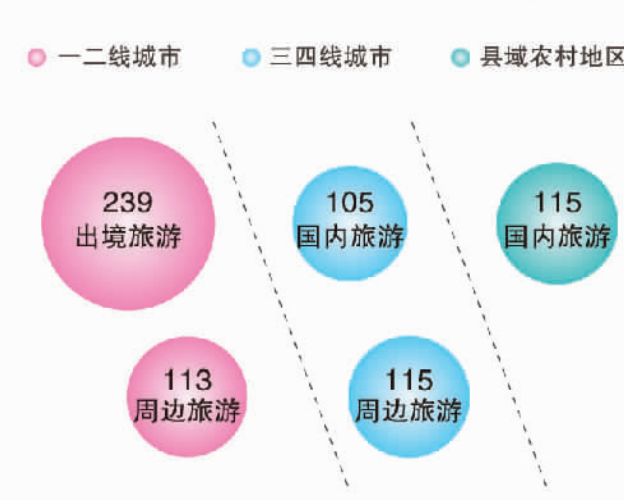 一二线城市 三四线城市 县域农村地区
239
出境旅游
105
国内旅游
115
国内旅游
113
周边旅游
115
周边旅游